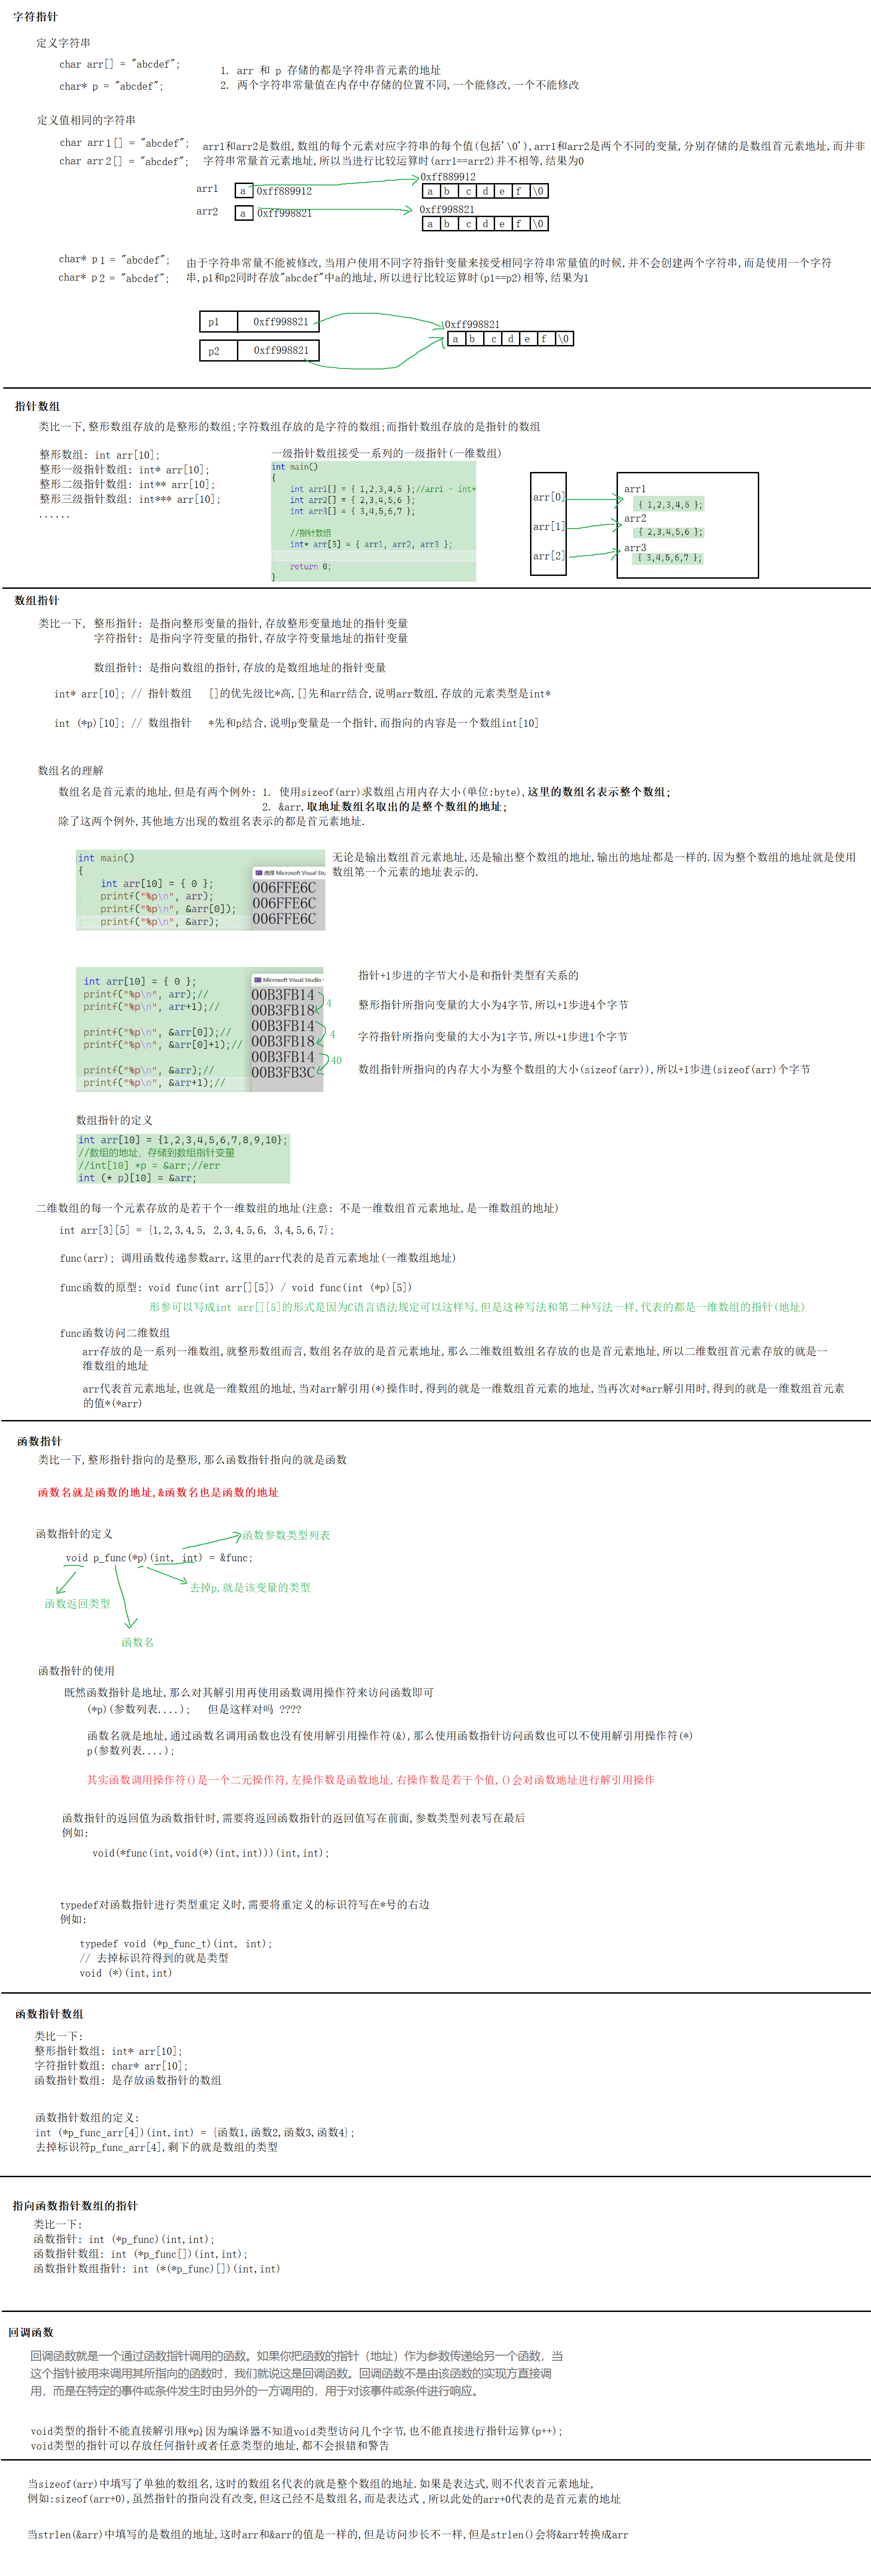 字符指针
定义字符串
char arr[] = "abcdef";
char* p = "abcdef";
1. arr 和 p 存储的都是字符串首元素的地址
2. 两个字符串常量值在内存中存储的位置不同,一个能修改,一个不能修改
定义值相同的字符串
char arr1[] = "abcdef";
char arr2[] = "abcdef";
arr1和arr2是数组,数组的每个元素对应字符串的每个值(包括'\0'),arr1和arr2是两个不同的变量,分别存储的是数组首元素地址,而并非
字符串常量首元素地址,所以当进行比较运算时(arr1==arr2)并不相等,结果为0
arr1 a 0xff889912
0xff889912
a b c d e f \0
arr2 a 0xff998821
0xff998821
a b c d e f \0
char* p1 = "abcdef";
char* p2 = "abcdef";
由于字符串常量不能被修改,当用户使用不同字符指针变量来接受相同字符串常量值的时候,并不会创建两个字符串,而是使用一个字符
串,p1和p2同时存放"abcdef"中a的地址,所以进行比较运算时(p1==p2)相等,结果为1
p1 0xff998821
p2 0xff998821
0xff998821
a b c d e f \0
指针数组
类比一下,整形数组存放的是整形的数组;字符数组存放的是字符的数组;而指针数组存放的是指针的数组
整形数组: int arr[10];
整形一级指针数组: int* arr[10];
整形二级指针数组: int** arr[10];
整形三级指针数组: int*** arr[10];
......
一级指针数组接受一系列的一级指针(一维数组)
int main()
{
int arr1[] = { 1,2,3,4,5 };//arr1 - int*
int arr2[] = { 2,3,4,5,6 };
int arr3[] = { 3,4,5,6,7 };
//指针数组
int* arr[3] = { arr1, arr2, arr3 };
return 0;
}
arr[0]
arr[1]
arr[2]
arr1
{ 1,2,3,4,5 };
arr2
{ 2,3,4,5,6 };
arr3
{ 3,4,5,6,7 };
数组指针
类比一下, 整形指针: 是指向整形变量的指针,存放整形变量地址的指针变量
字符指针: 是指向字符变量的指针,存放字符变量地址的指针变量
数组指针: 是指向数组的指针,存放的是数组地址的指针变量
int* arr[10]; // 指针数组 []的优先级比*高,[]先和arr结合,说明arr数组,存放的元素类型是int*
int (*p)[10]; // 数组指针 *先和p结合,说明p变量是一个指针,而指向的内容是一个数组int[10]
数组名的理解
数组名是首元素的地址,但是有两个例外: 1. 使用sizeof(arr)求数组占用内存大小(单位:byte),这里的数组名表示整个数组;
2. &arr,取地址数组名取出的是整个数组的地址;
除了这两个例外,其他地方出现的数组名表示的都是首元素地址.
int main()
{
int arr[10] = { 0 };
printf("%p\n", arr);
printf("%p\n", &arr[0]);
printf("%p\n", &arr);
选择 Microsoft Visual Stu
006FFE6C
006FFE6C
006FFE6C
无论是输出数组首元素地址,还是输出整个数组的地址,输出的地址都是一样的.因为整个数组的地址就是使用
数组第一个元素的地址表示的.
int arr[10] = { 0 };
printf("%p\n", arr);//
printf("%p\n", arr+1);//
printf("%p\n", &arr[0]);//
printf("%p\n", &arr[0]+1);//
printf("%p\n", &arr);//
printf("%p\n", &arr+1);//
Microsoft Visual Studio
00B3FB14
00B3FB18
00B3FB14
00B3FB18
00B3FB14
00B3FB3C
4
4
40
指针+1步进的字节大小是和指针类型有关系的
整形指针所指向变量的大小为4字节,所以+1步进4个字节
字符指针所指向变量的大小为1字节,所以+1步进1个字节
数组指针所指向的内存大小为整个数组的大小(sizeof(arr)),所以+1步进(sizeof(arr)个字节
数组指针的定义
int arr[10] = {1,2,3,4,5,6,7,8,9,10};
//数组的地址, 存储到数组指针变量
//int[10] *p = &arr;//err
int (* p)[10] = &arr;
二维数组的每一个元素存放的是若干个一维数组的地址(注意: 不是一维数组首元素地址,是一维数组的地址)
int arr[3][5] = {1,2,3,4,5, 2,3,4,5,6, 3,4,5,6,7};
func(arr); 调用函数传递参数arr,这里的arr代表的是首元素地址(一维数组地址)
func函数的原型: void func(int arr[][5]) / void func(int (*p)[5])
形参可以写成int arr[][5]的形式是因为C语言语法规定可以这样写,但是这种写法和第二种写法一样,代表的都是一维数组的指针(地址)
func函数访问二维数组
arr存放的是一系列一维数组,就整形数组而言,数组名存放的是首元素地址,那么二维数组数组名存放的也是首元素地址,所以二维数组首元素存放的就是一
维数组的地址
arr代表首元素地址,也就是一维数组的地址,当对arr解引用(*)操作时,得到的就是一维数组首元素的地址,当再次对*arr解引用时,得到的就是一维数组首元素
的值*(*arr)
函数指针
类比一下,整形指针指向的是整形,那么函数指针指向的就是函数
函数名就是函数的地址,&函数名也是函数的地址
函数指针的定义
函数参数类型列表
void p_func(*p)(int, int) = &func;
去掉p,就是该变量的类型
函数返回类型
函数名
函数指针的使用
既然函数指针是地址,那么对其解引用再使用函数调用操作符来访问函数即可
(*p)(参数列表....); 但是这样对吗 ????
函数名就是地址,通过函数名调用函数也没有使用解引用操作符(&),那么使用函数指针访问函数也可以不使用解引用操作符(*)
p(参数列表....);
其实函数调用操作符()是一个二元操作符,左操作数是函数地址,右操作数是若干个值,()会对函数地址进行解引用操作
函数指针的返回值为函数指针时,需要将返回函数指针的返回值写在前面,参数类型列表写在最后
例如:
void(*func(int,void(*)(int,int)))(int,int);
typedef对函数指针进行类型重定义时,需要将重定义的标识符写在*号的右边
例如:
typedef void (*p_func_t)(int, int);
// 去掉标识符得到的就是类型
void (*)(int,int)
函数指针数组
类比一下:
整形指针数组: int* arr[10];
字符指针数组: char* arr[10];
函数指针数组: 是存放函数指针的数组
函数指针数组的定义:
int (*p_func_arr[4])(int,int) = {函数1,函数2,函数3,函数4};
去掉标识符p_func_arr[4],剩下的就是数组的类型
指向函数指针数组的指针
类比一下:
函数指针: int (*p_func)(int,int);
函数指针数组: int (*p_func[])(int,int);
函数指针数组指针: int (*(*p_func)[])(int,int)
回调函数
回调函数就是一个通过函数指针调用的函数。如果你把函数的指针（地址）作为参数传递给另一个函数，当
这个指针被用来调用其所指向的函数时，我们就说这是回调函数。回调函数不是由该函数的实现方直接调
用，而是在特定的事件或条件发生时由另外的一方调用的，用于对该事件或条件进行响应。
void类型的指针不能直接解引用(*p)因为编译器不知道void类型访问几个字节,也不能直接进行指针运算(p++);
void类型的指针可以存放任何指针或者任意类型的地址,都不会报错和警告
当sizeof(arr)中填写了单独的数组名,这时的数组名代表的就是整个数组的地址.如果是表达式,则不代表首元素地址,
例如:sizeof(arr+0),虽然指针的指向没有改变,但这已经不是数组名,而是表达式,所以此处的arr+0代表的是首元素的地址
当strlen(&arr)中填写的是数组的地址,这时arr和&arr的值是一样的,但是访问步长不一样,但是strlen()会将&arr转换成arr